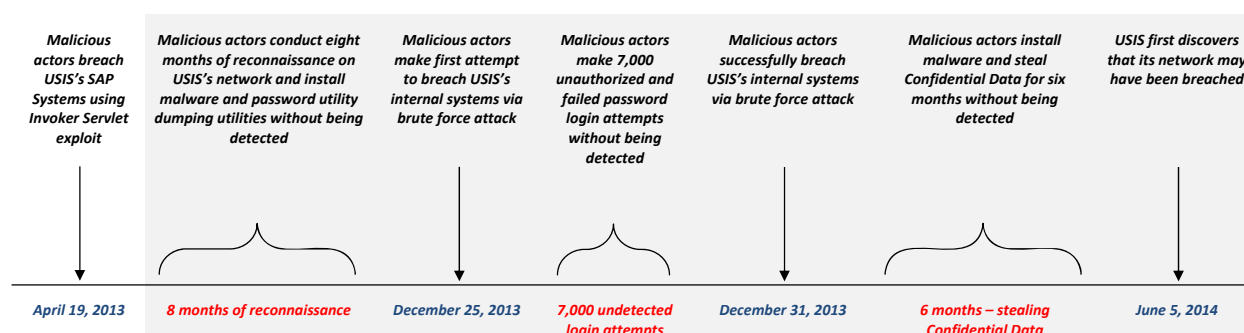 Malicious
actors breach
USIS's SAP
Systems using
Invoker Servlet
exploit
Malicious actors conduct eight
months of reconnaissance on
USIS's network and install
malware and password utility
dumping utilities without being
detected
Malicious actors
make first attempt
to breach USIS's
internal systems via
brute force attack
Malicious actors
make 7,000
unauthorized and
failed password
login attempts
without being
detected
Malicious actors
successfully breach
USIS's internal systems
via brute force attack
Malicious actors install
malware and steal
Confidential Data for six
months without being
detected
USIS first discovers
that its network may
have been breached
April 19, 2013
8 months of reconnaissance
December 25, 2013
7,000 undetected
login attempts
December 31, 2013
6 months – stealing
Confidential Data
June 5, 2014